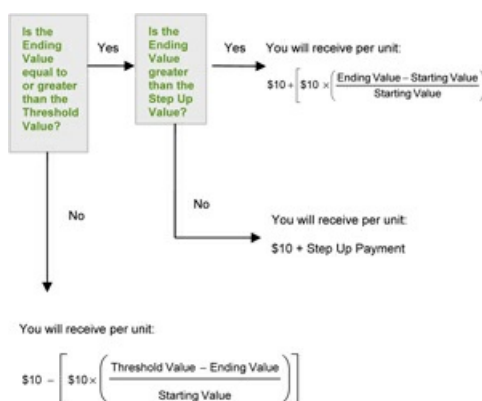 Is the
Ending
Value
equal to
or greater
than the
Threshold
Value?
Yes
Is the
Ending
Value
greater
than the
Step Up
Value?
Yes
You will receive per unit:
$10 + [ $10 × ( Ending Value – Starting Value
Starting Value )
No
No
You will receive per unit:
$10 + Step Up Payment
You will receive per unit:
$10 – [ $10 × ( Threshold Value – Ending Value
Starting Value ) ]